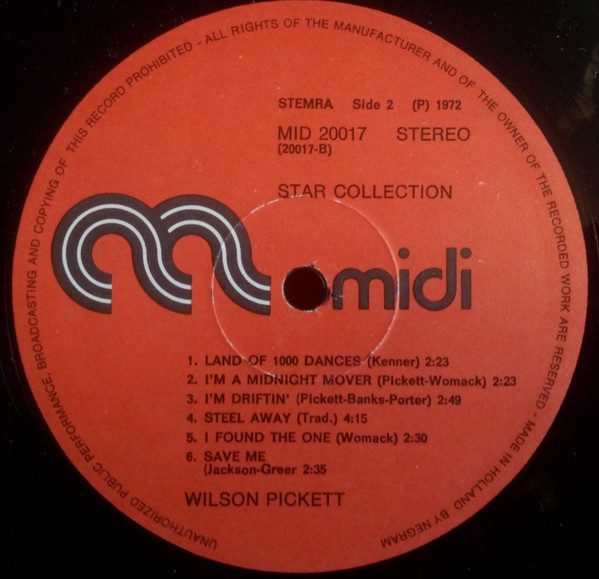 UNAUTHORIZED PUBLIC PERFORMANCE, BROADCASTING AND COPYING OF THIS RECORD PROHIBITED - ALL RIGHTS OF THE MANUFACTURER AND OF THE OWNER OF THE RECORDED WORK ARE RESERVED - MADE IN HOLLAND BY NEGRAM
STEMRA Side 2 (P) 1972
MID 20017 STEREO
(20017-B)
STAR COLLECTION
midi
1. LAND OF 1000 DANCES (Kenner) 2:23
2. I'M A MIDNIGHT MOVER (Pickett-Womack) 2:23
3. I'M DRIFTIN' (Pickett-Banks-Porter) 2:49
4. STEEL AWAY (Trad.) 4:15
5. I FOUND THE ONE (Womack) 2:30
6. SAVE ME
(Jackson-Greer 2:35
WILSON PICKETT